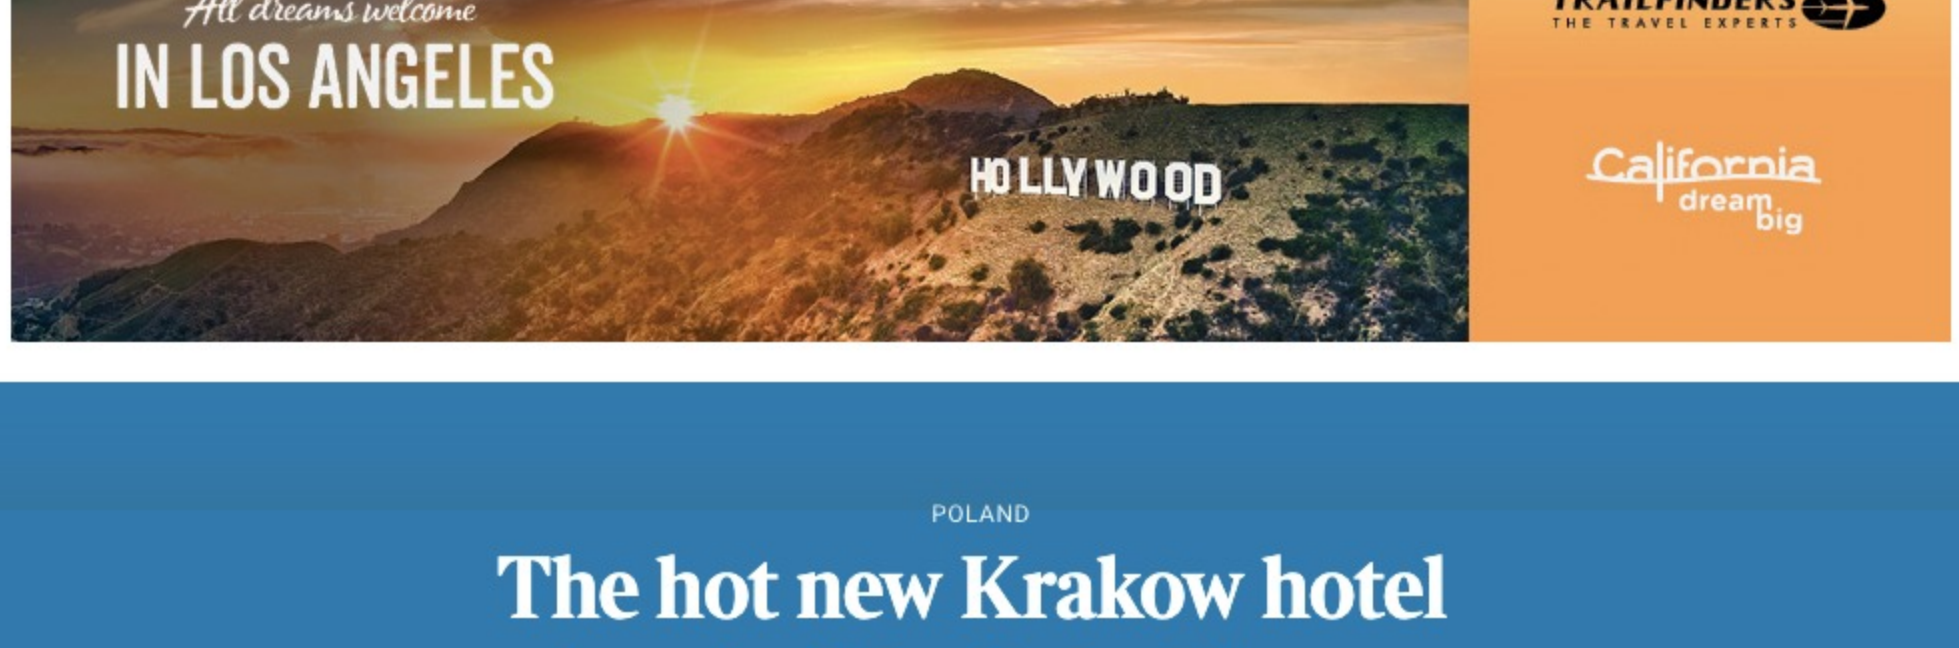 All dreams welcome
IN LOS ANGELES
HOLLYWOOD
TRAILFINDERS
THE TRAVEL EXPERTS
California
dream
big
POLAND
The hot new Krakow hotel